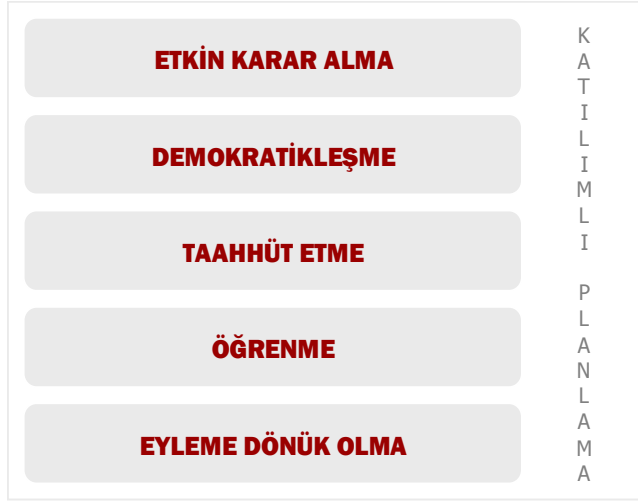 ETKİN KARAR ALMA
DEMOKRATİKLEŞME
TAAHHÜT ETME
ÖĞRENME
EYLEME DÖNÜK OLMA
KATILIMLI PLANLAMA